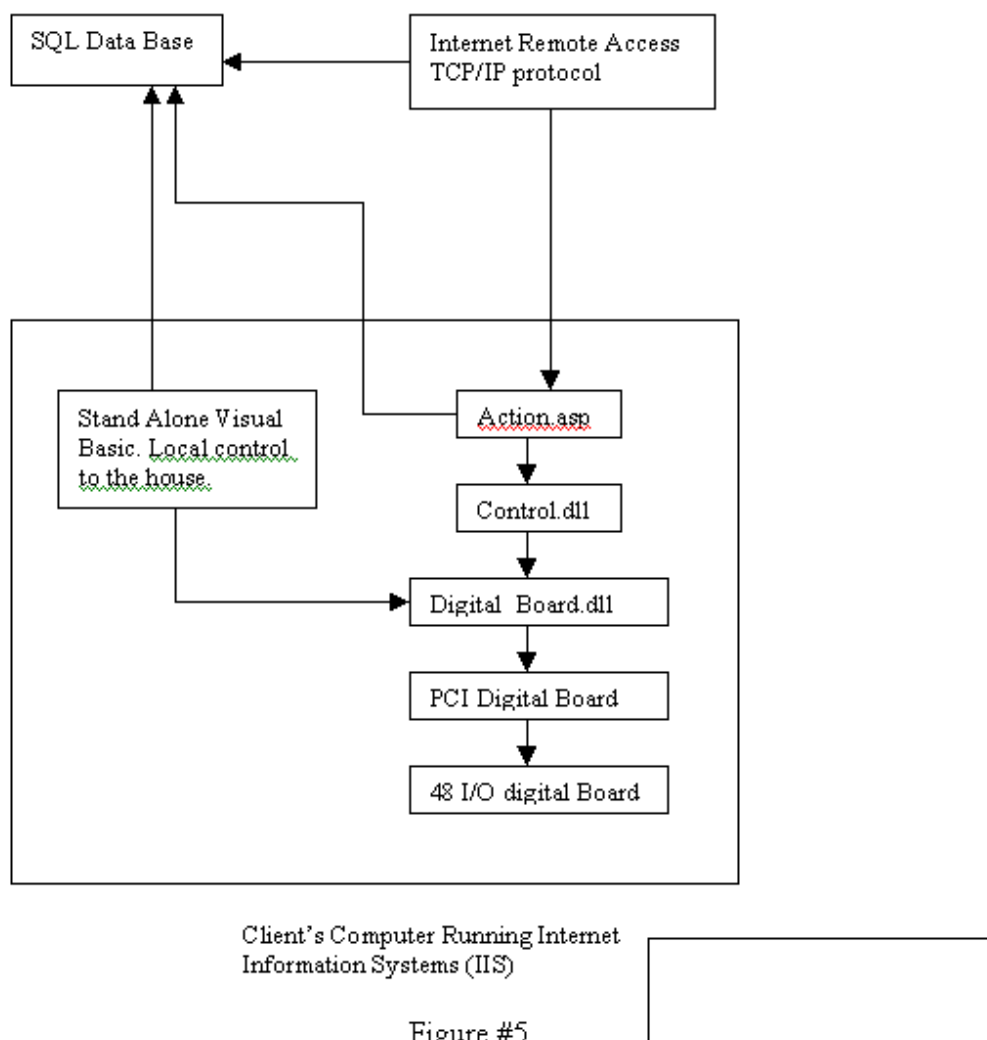 SQL Data Base
Internet Remote Access
TCP/IP protocol
Stand Alone Visual
Basic. Local control
to the house.
Action.asp
Control.dll
Digital  Board.dll
PCI Digital Board
48 I/O digital Board
Client's Computer Running Internet
Information Systems (IIS)
Figure #5